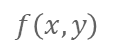 f(x, y)